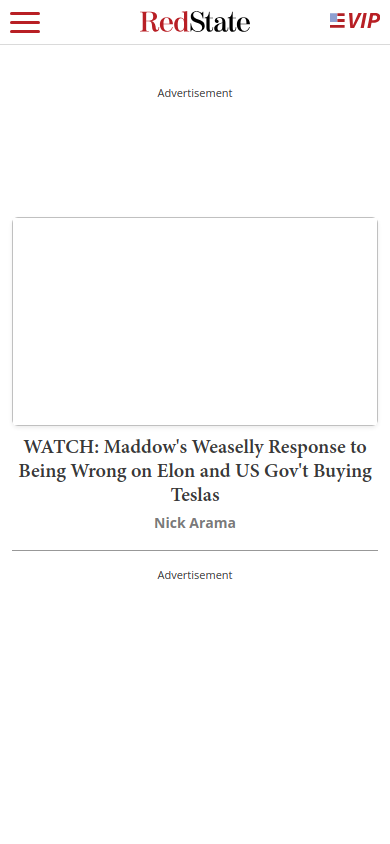 RedState
VIP
Advertisement
WATCH: Maddow's Weaselly Response to
Being Wrong on Elon and US Gov't Buying
Teslas
Nick Arama
Advertisement